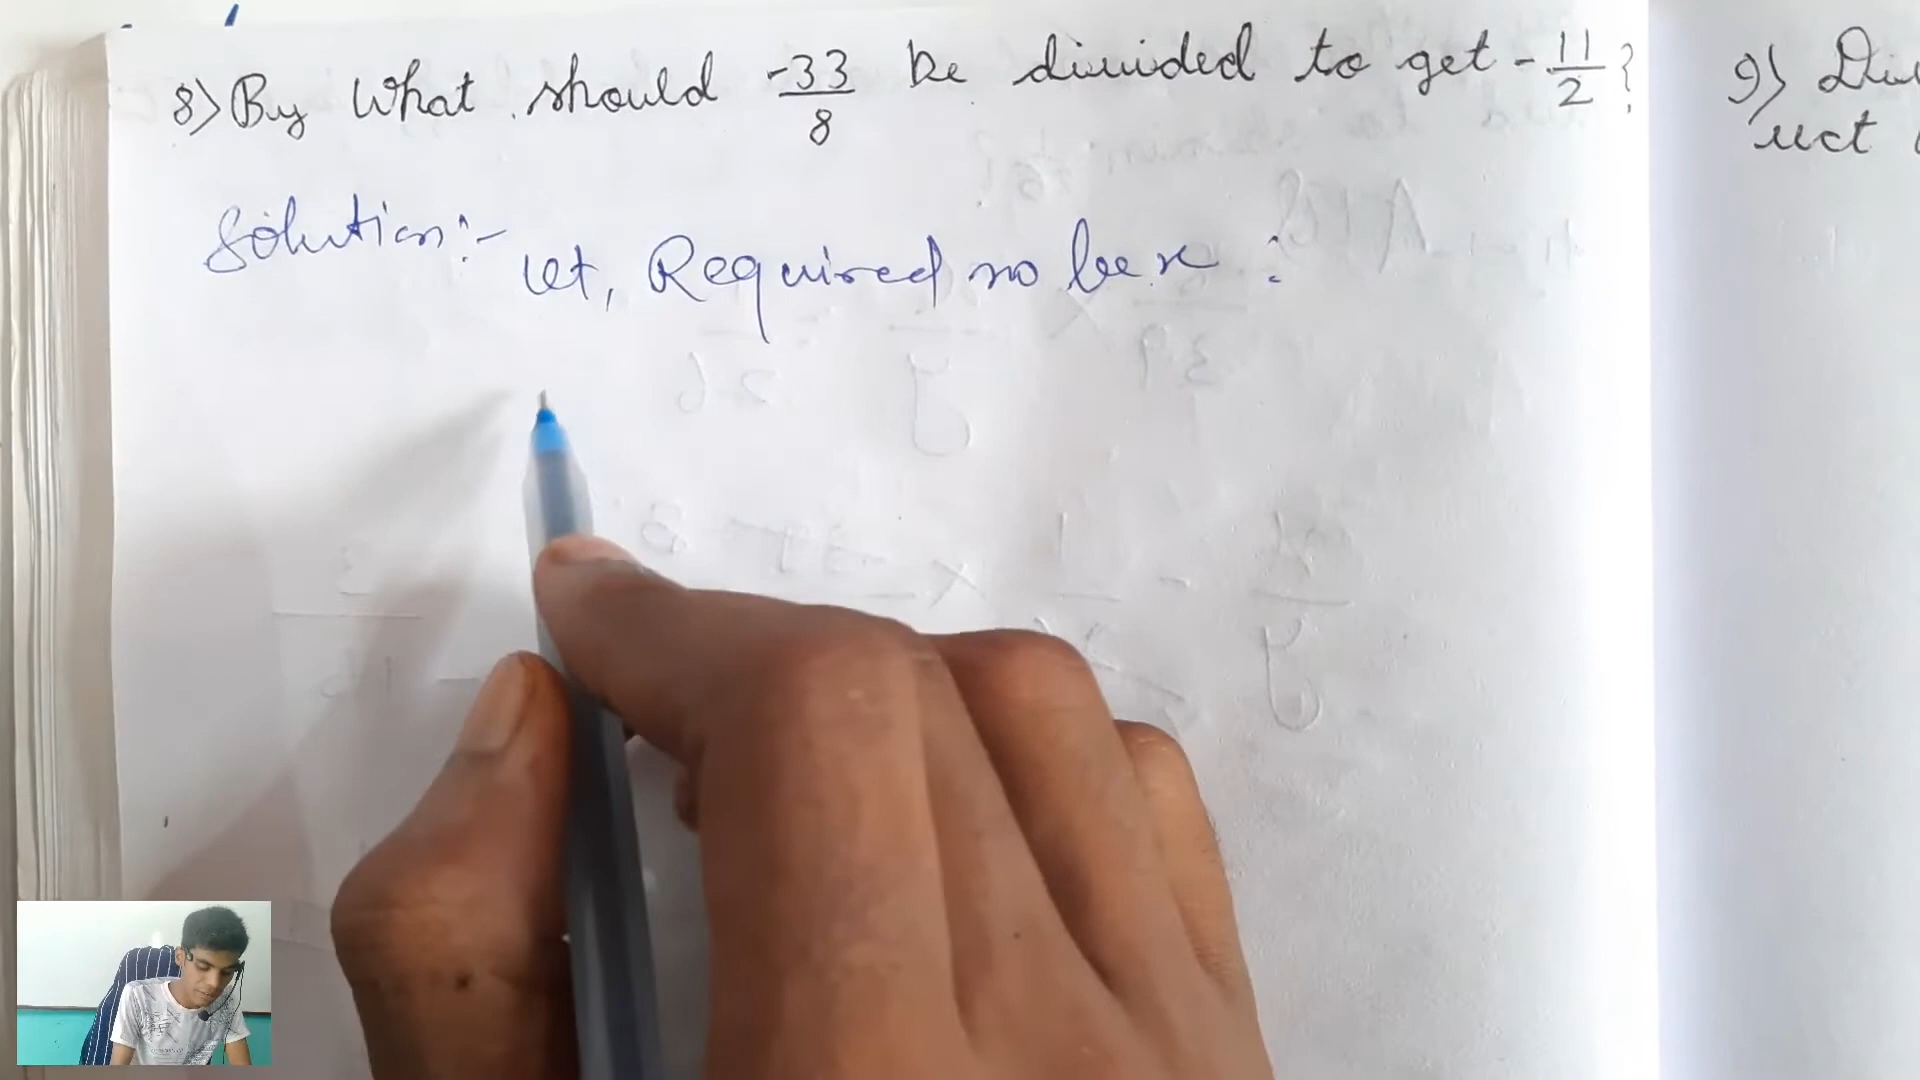 8) By What should -33/8 be divided to get -11/2?
Solution:- let, Required no be x :
9)
uct